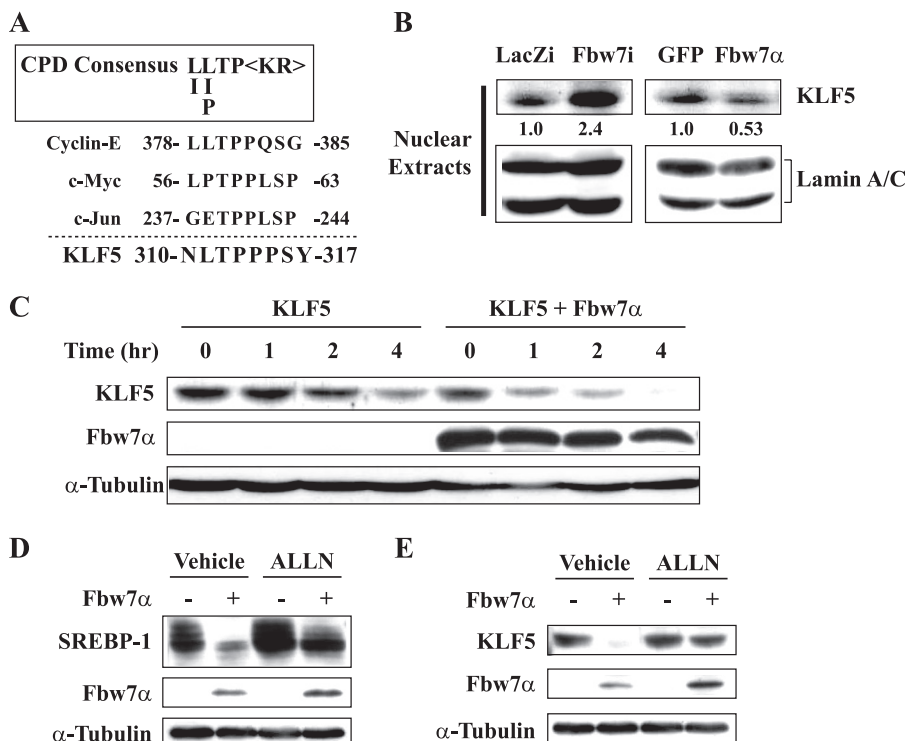 A
CPD Consensus LLTP<KR>
I I
P
Cyclin-E 378- LLTPPQSG -385
c-Myc 56- LPTPPLSP -63
c-Jun 237- GETPPLSP -244
KLF5 310- NLTPPPSY -317
B
LacZi Fbw7i GFP Fbw7α
KLF5
1.0 2.4 1.0 0.53
Nuclear
Extracts
Lamin A/C
C
KLF5 KLF5 + Fbw7α
Time (hr) 0 1 2 4 0 1 2 4
KLF5
Fbw7α
α-Tubulin
D
Vehicle ALLN
Fbw7α - + - +
SREBP-1
Fbw7α
α-Tubulin
E
Vehicle ALLN
Fbw7α - + - +
KLF5
Fbw7α
α-Tubulin